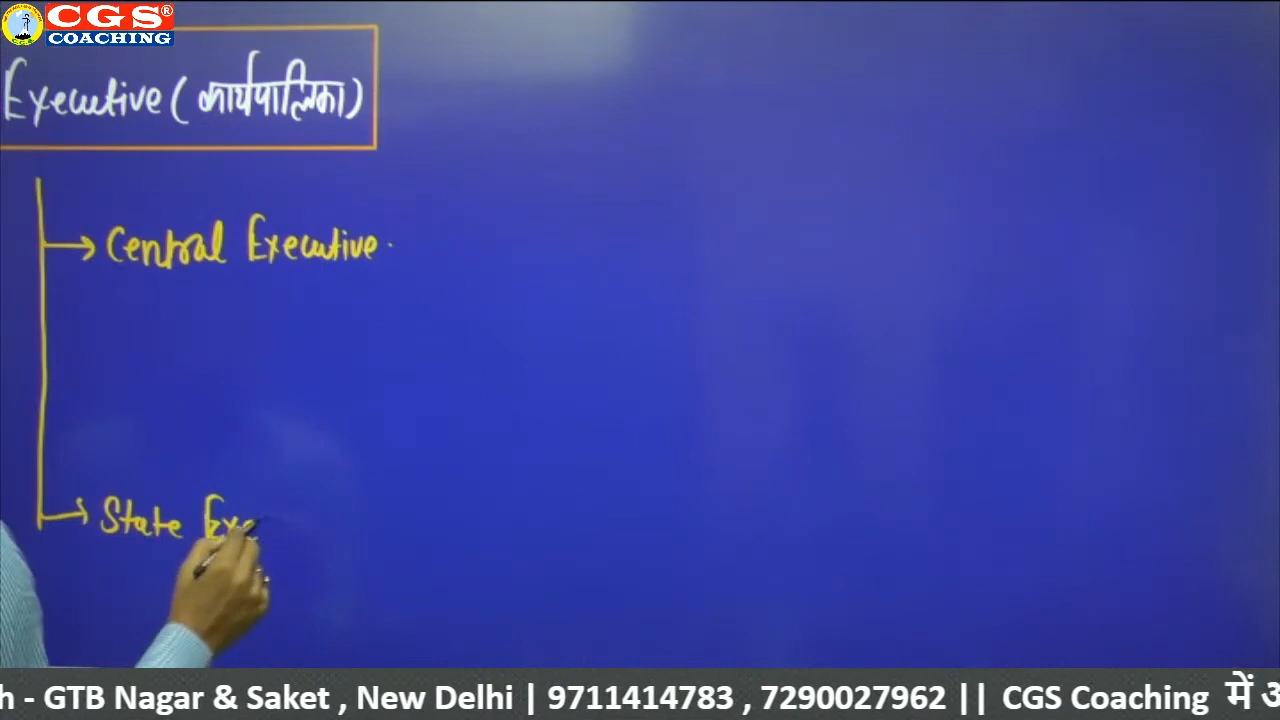 CGS®
COACHING
Executive (कार्यपालिका)
Central Executive.
State Exe
h - GTB Nagar & Saket , New Delhi | 9711414783 , 7290027962 || CGS Coaching में